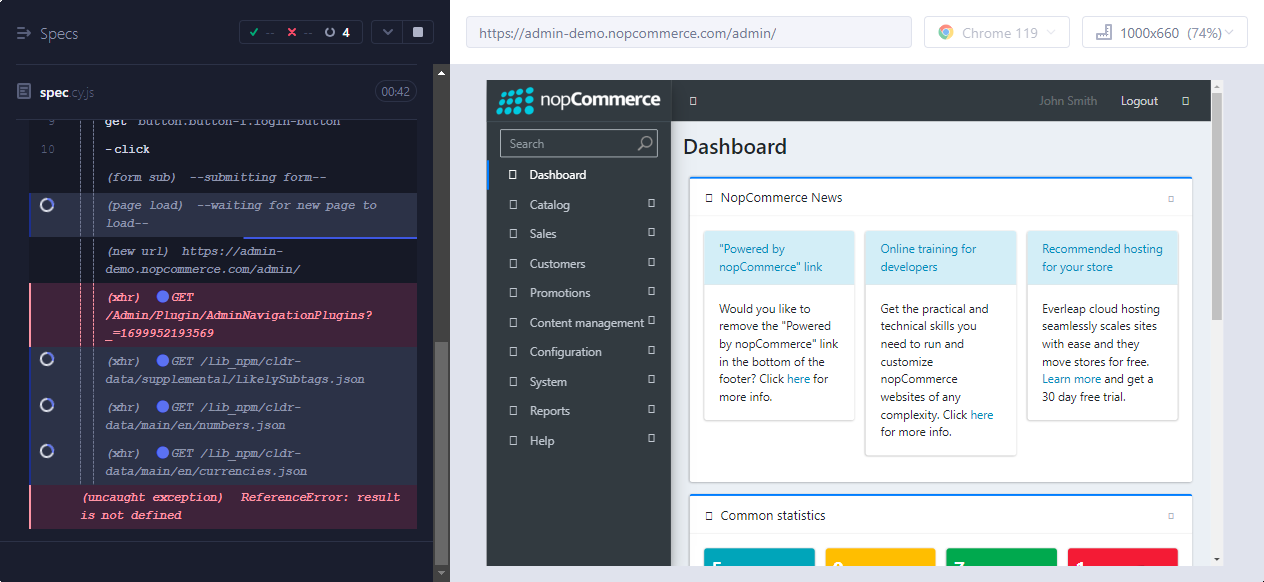 Specs
-- -- 4
spec.cy.js
00:42
9 get button.button-1.login-button
10 -click
(form sub) --submitting form--
(page load) --waiting for new page to
load--
(new url) https://admin-
demo.nopcommerce.com/admin/
(xhr) GET
/Admin/Plugin/AdminNavigationPlugins?
_=1699952193569
(xhr) GET /lib_npm/cldr-
data/supplemental/likelySubtags.json
(xhr) GET /lib_npm/cldr-
data/main/en/numbers.json
(xhr) GET /lib_npm/cldr-
data/main/en/currencies.json
(uncaught exception) ReferenceError: result
is not defined
https://admin-demo.nopcommerce.com/admin/
Chrome 119
1000x660 (74%)
nopCommerce
John Smith
Logout
Search
Dashboard
Catalog
Sales
Customers
Promotions
Content management
Configuration
System
Reports
Help
Dashboard
NopCommerce News
"Powered by
nopCommerce" link
Would you like to
remove the "Powered
by nopCommerce" link
in the bottom of the
footer? Click here for
more info.
Online training for
developers
Get the practical and
technical skills you
need to run and
customize
nopCommerce
websites of any
complexity. Click here
for more info.
Recommended hosting
for your store
Everleap cloud hosting
seamlessly scales sites
with ease and they
move stores for free.
Learn more and get a
30 day free trial.
Common statistics